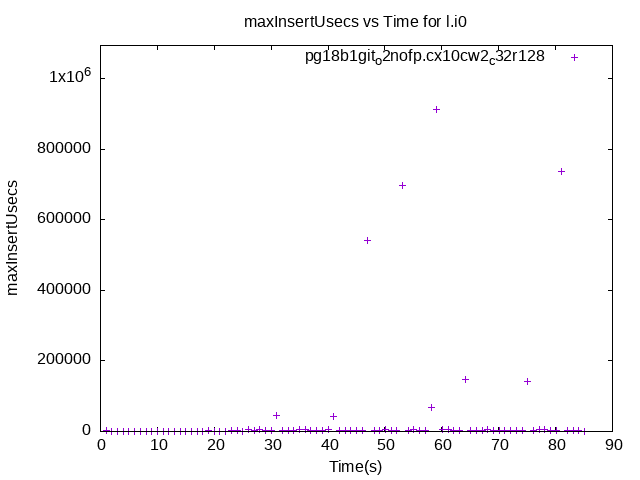 maxInsertUsecs vs Time for l.i0
pg18b1git_o2nofp.cx10cw2_c32r128
1x10^6
800000
600000
400000
200000
0
maxInsertUsecs
0 10 20 30 40 50 60 70 80 90
Time(s)